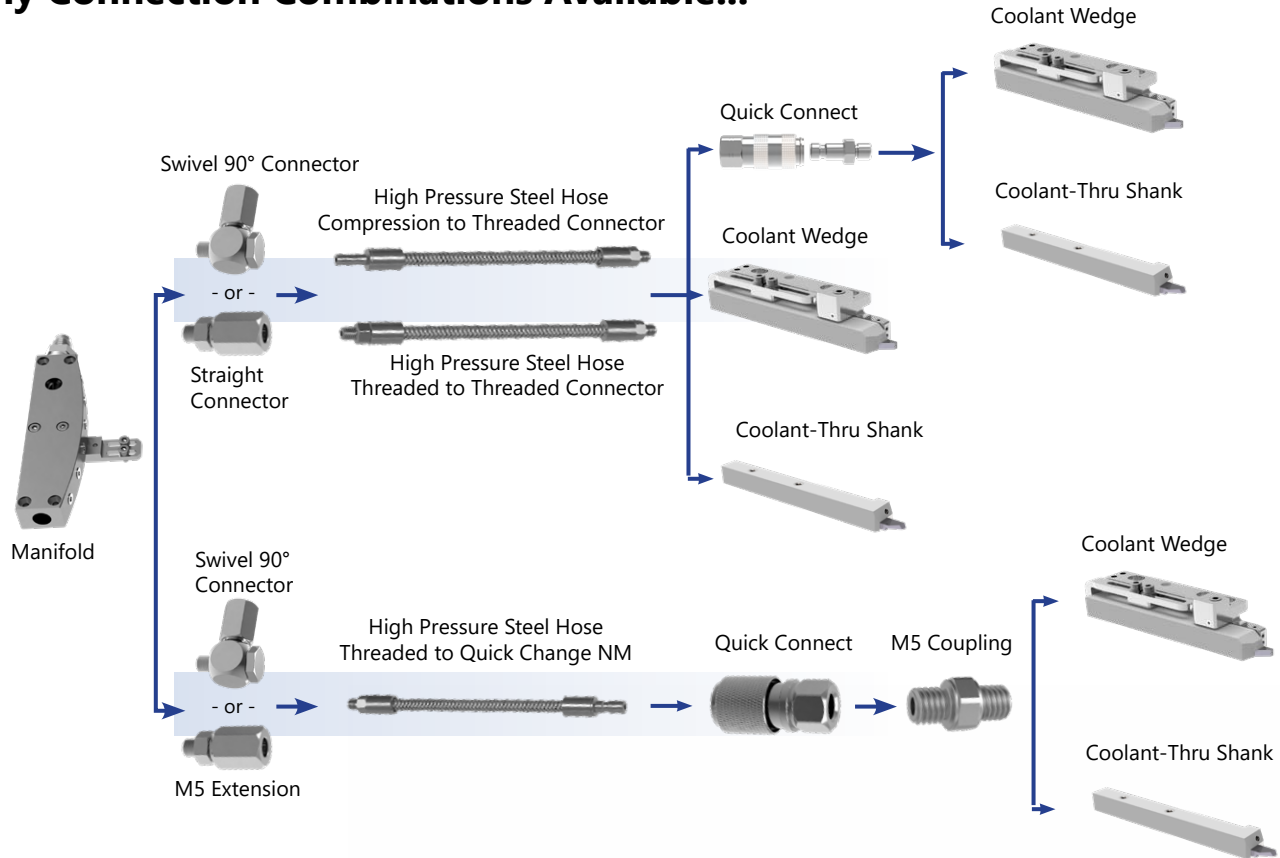 Connection Combinations Available...
Coolant Wedge
Quick Connect
Swivel 90° Connector
High Pressure Steel Hose
Compression to Threaded Connector
Coolant-Thru Shank
Coolant Wedge
- or -
High Pressure Steel Hose
Threaded to Threaded Connector
Straight
Connector
Coolant-Thru Shank
Manifold
Swivel 90°
Connector
Coolant Wedge
High Pressure Steel Hose
Threaded to Quick Change NM
Quick Connect
M5 Coupling
- or -
M5 Extension
Coolant-Thru Shank